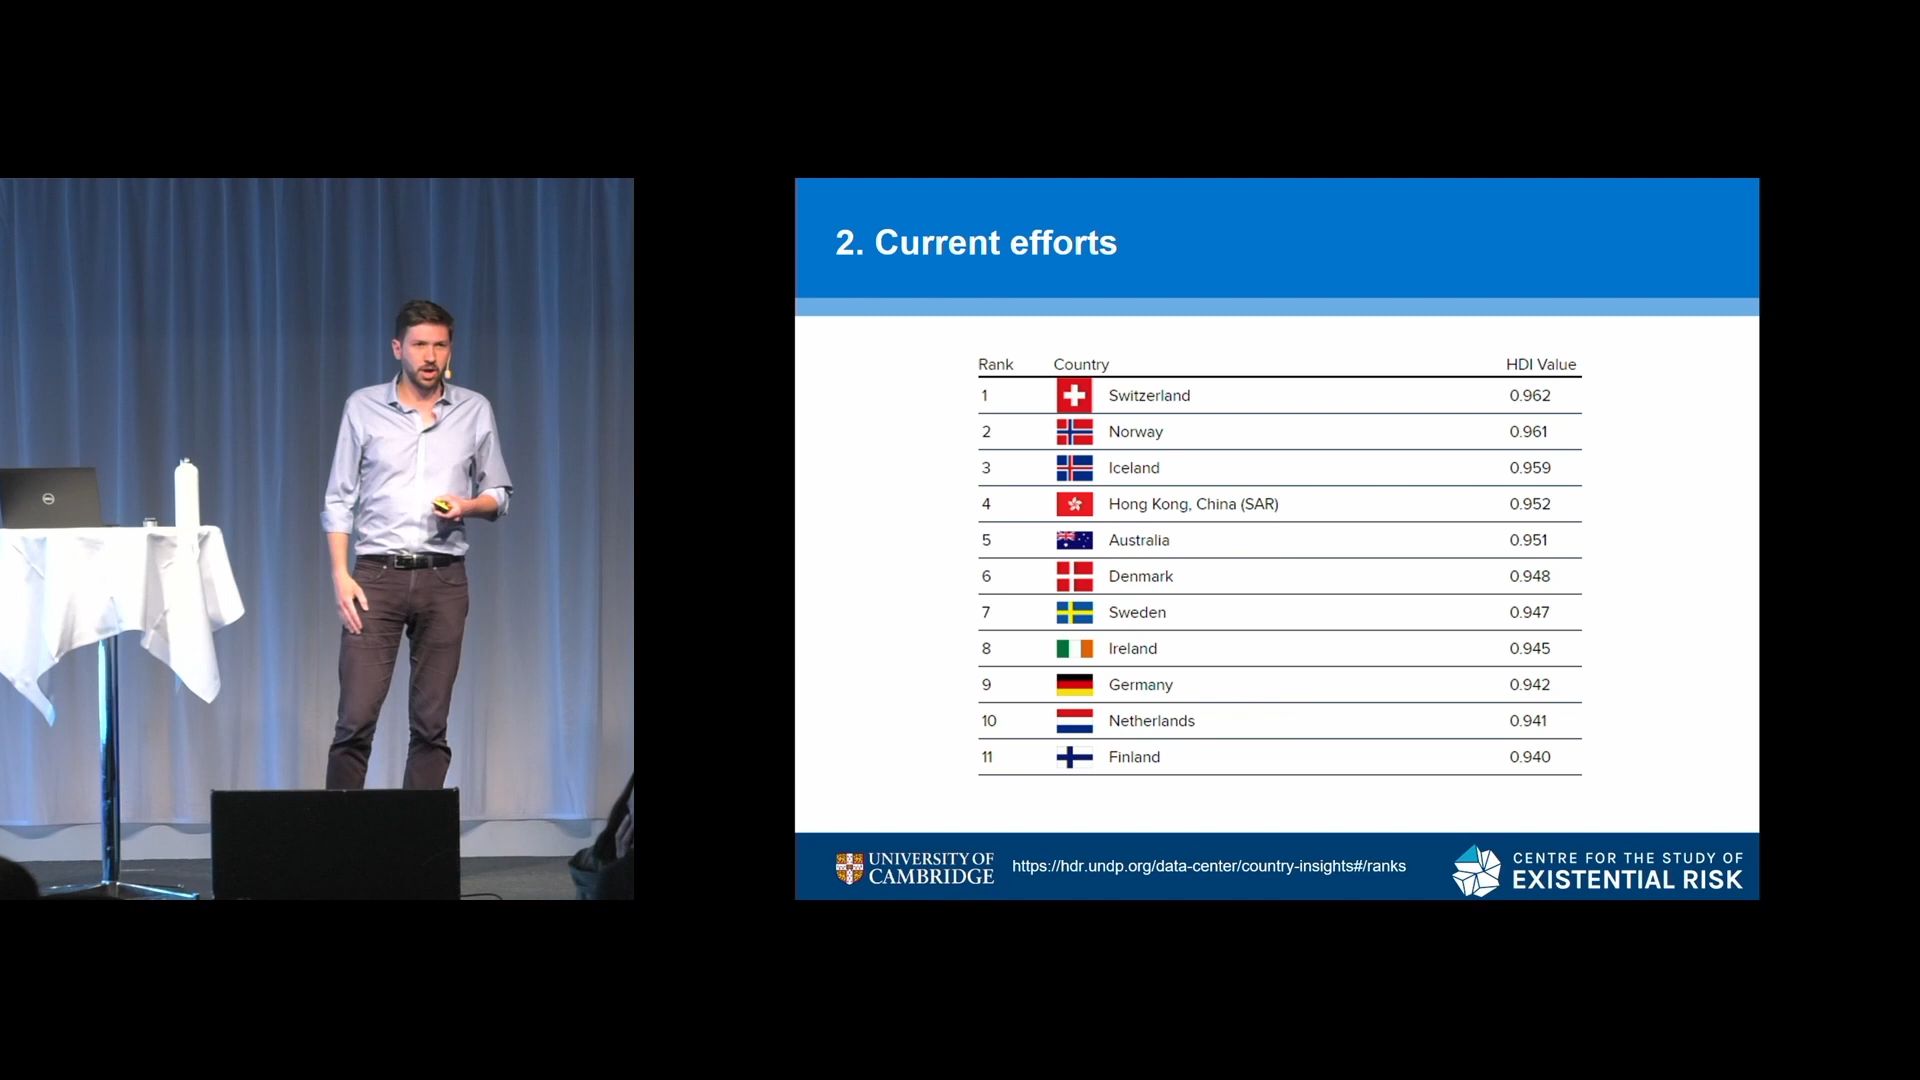 2. Current efforts
Rank Country HDI Value
1 Switzerland 0.962
2 Norway 0.961
3 Iceland 0.959
4 Hong Kong, China (SAR) 0.952
5 Australia 0.951
6 Denmark 0.948
7 Sweden 0.947
8 Ireland 0.945
9 Germany 0.942
10 Netherlands 0.941
11 Finland 0.940
UNIVERSITY OF
CAMBRIDGE
https://hdr.undp.org/data-center/country-insights#/ranks
CENTRE FOR THE STUDY OF
EXISTENTIAL RISK
DELL